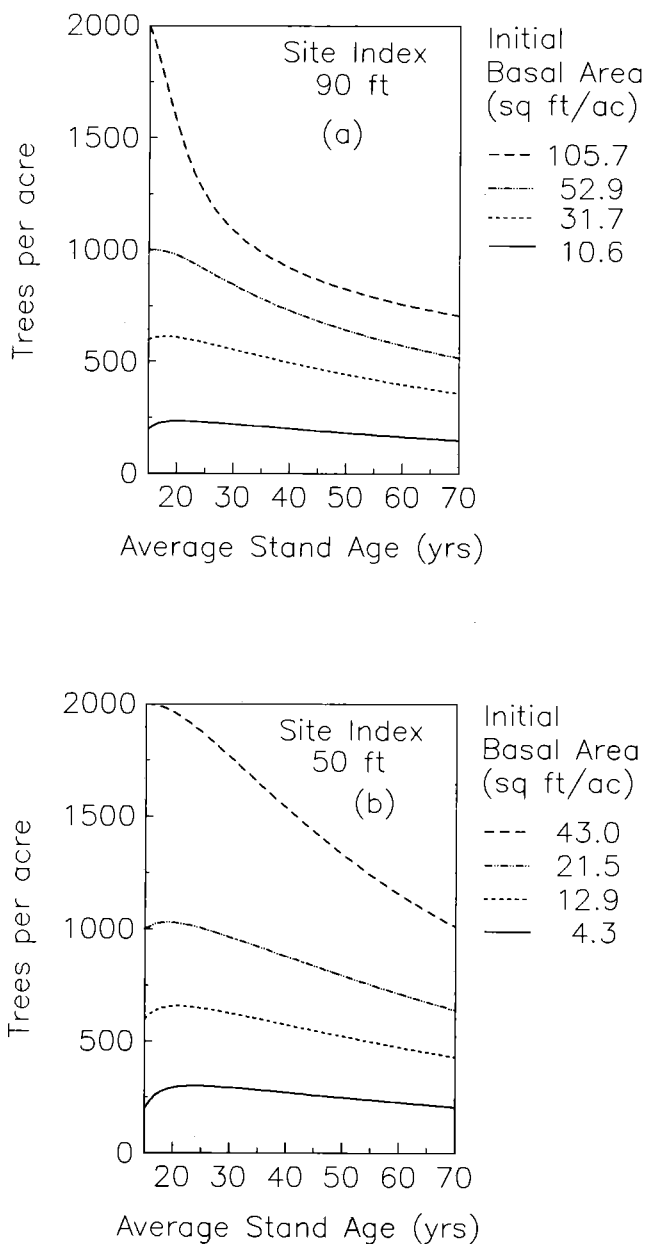 2000
1500
1000
500
0
Trees per acre
Site Index
90 ft
(a)
20 30 40 50 60 70
Average Stand Age (yrs)
Initial
Basal Area
(sq ft/ac)
105.7
52.9
31.7
10.6
2000
1500
1000
500
0
Trees per acre
Site Index
50 ft
(b)
20 30 40 50 60 70
Average Stand Age (yrs)
Initial
Basal Area
(sq ft/ac)
43.0
21.5
12.9
4.3